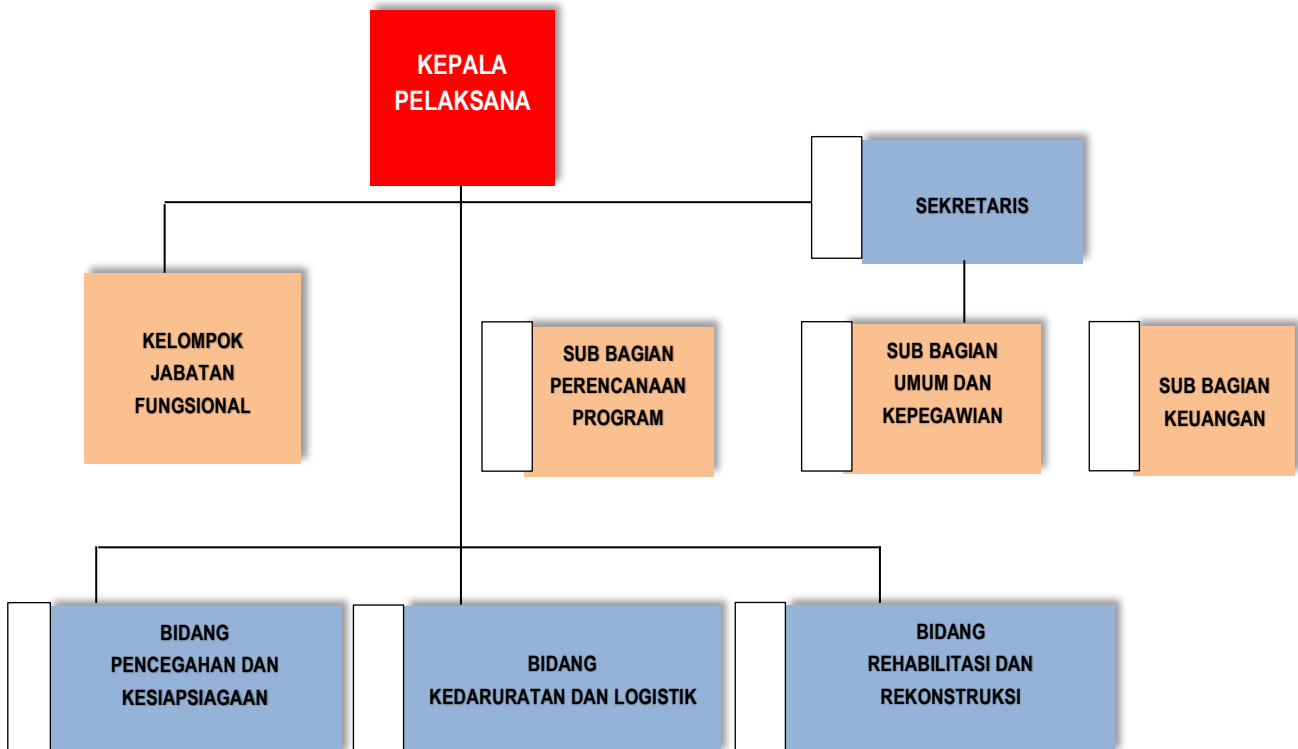 KEPALA
PELAKSANA
SEKRETARIS
KELOMPOK
JABATAN
FUNGSIONAL
SUB BAGIAN
PERENCANAAN
PROGRAM
SUB BAGIAN
UMUM DAN
KEPEGAWIAN
SUB BAGIAN
KEUANGAN
BIDANG
PENCEGAHAN DAN
KESIAPSIAGAAN
BIDANG
KEDARURATAN DAN LOGISTIK
BIDANG
REHABILITASI DAN
REKONSTRUKSI